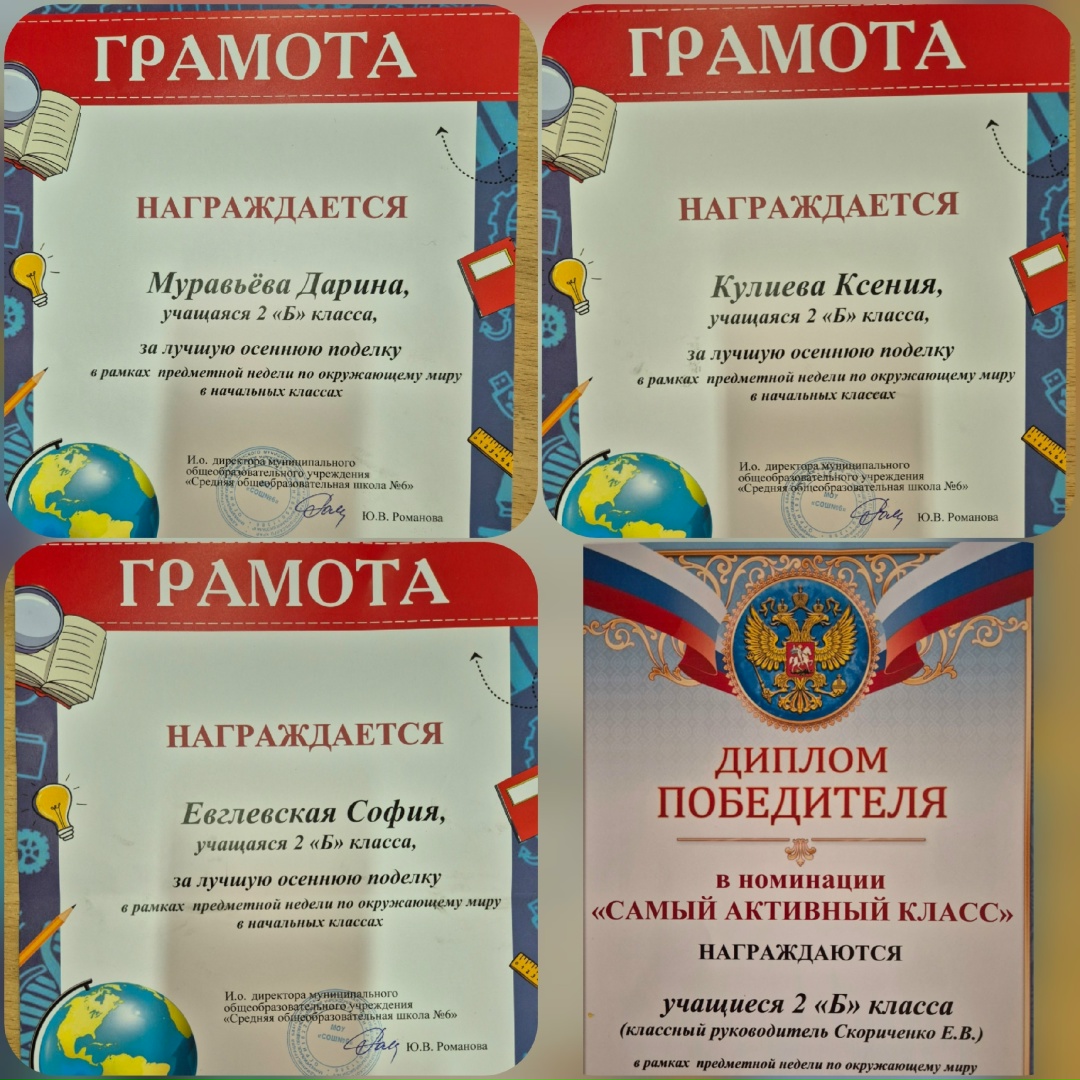 ГРАМОТА
НАГРАЖДАЕТСЯ
Муравьёва Дарина,
учащаяся 2 «Б» класса,
за лучшую осеннюю поделку
в рамках предметной недели по окружающему миру
в начальных классах
И.о. директора муниципального
общеобразовательного учреждения
«Средняя общеобразовательная школа №6»
«СОШ№6»
Ю.В. Романова
ГРАМОТА
НАГРАЖДАЕТСЯ
Кулиева Ксения,
учащаяся 2 «Б» класса,
за лучшую осеннюю поделку
в рамках предметной недели по окружающему миру
в начальных классах
И.о. директора муниципального
общеобразовательного учреждения
«Средняя общеобразовательная школа №6»
МОУ
«СОШ№6»
Ю.В. Романова
ГРАМОТА
НАГРАЖДАЕТСЯ
Евглевская София,
учащаяся 2 «Б» класса,
за лучшую осеннюю поделку
в рамках предметной недели по окружающему миру
в начальных классах
И.о. директора муниципального
общеобразовательного учреждения
«Средняя общеобразовательная школа №6»
МОУ
«СОШ№6»
Ю.В. Романова
ДИПЛОМ
ПОБЕДИТЕЛЯ
в номинации
«САМЫЙ АКТИВНЫЙ КЛАСС»
НАГРАЖДАЮТСЯ
учащиеся 2 «Б» класса
(классный руководитель Скориченко Е.В.)
в рамках предметной недели по окружающему миру